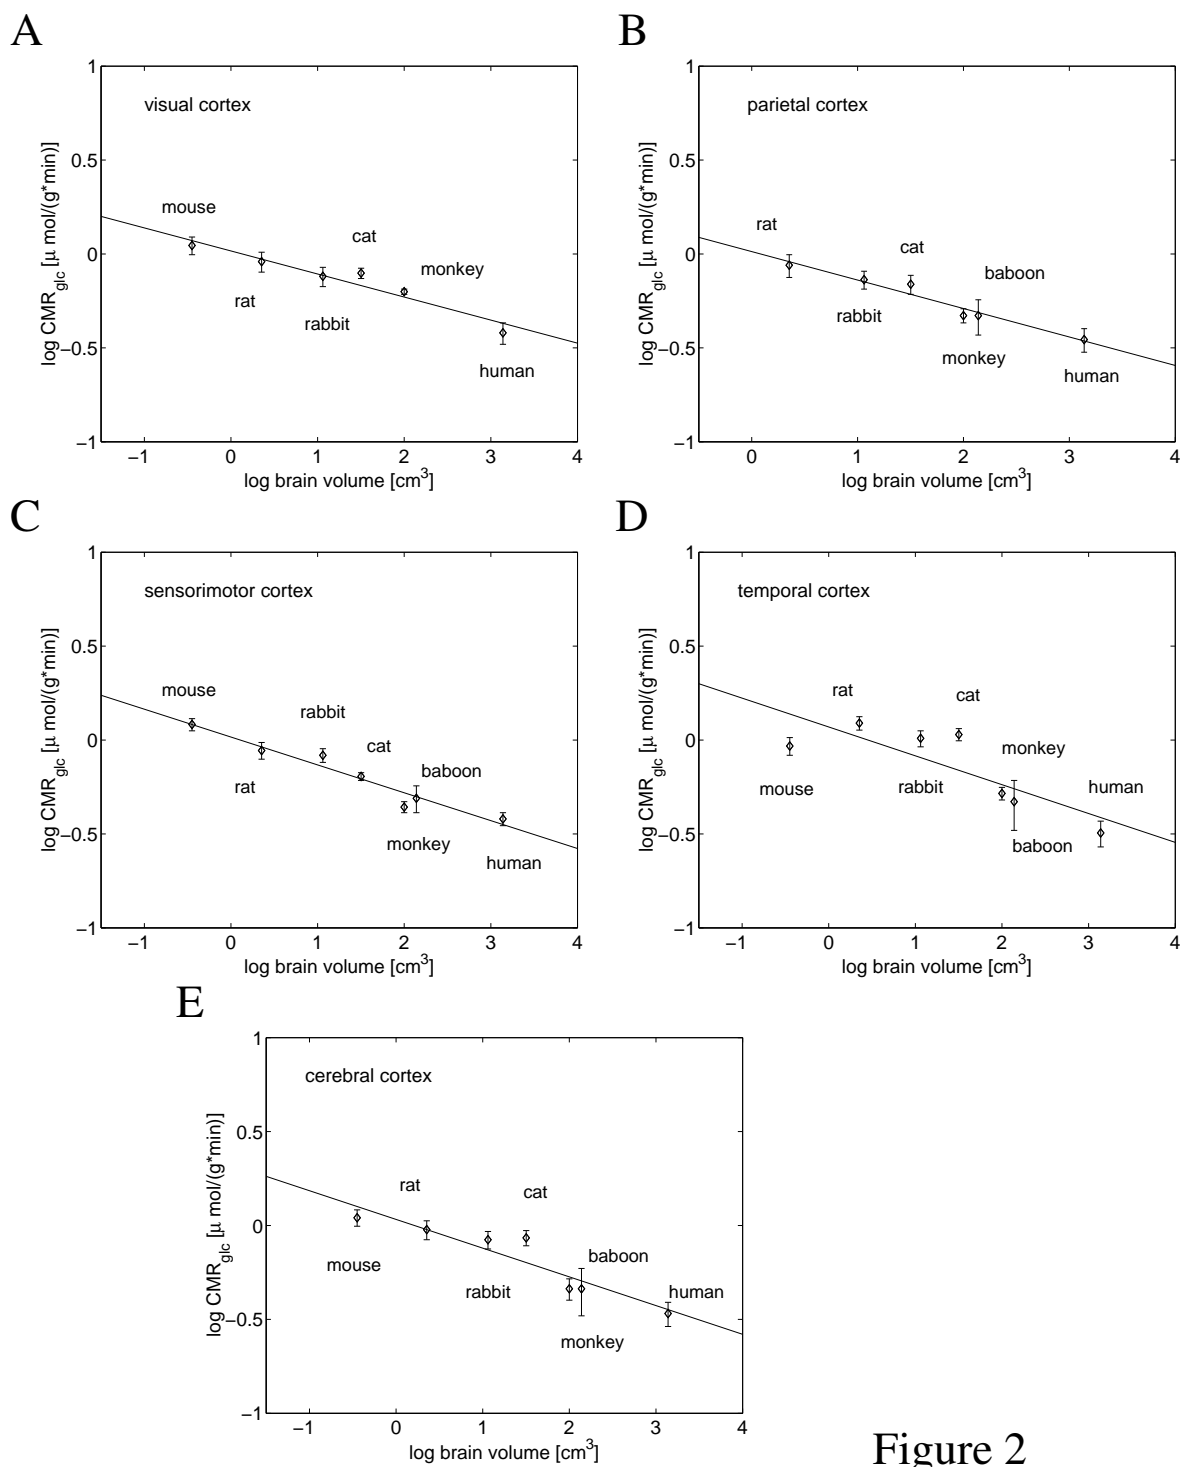 A
visual cortex
log CMR_glc [μ mol/(g*min)]
1
0.5
0
−0.5
−1
mouse
cat
monkey
rat
rabbit
human
−1 0 1 2 3 4
log brain volume [cm³]
B
parietal cortex
log CMR_glc [μ mol/(g*min)]
1
0.5
0
−0.5
−1
rat
cat
baboon
rabbit
monkey
human
0 1 2 3 4
log brain volume [cm³]
C
sensorimotor cortex
log CMR_glc [μ mol/(g*min)]
1
0.5
0
−0.5
−1
mouse
rabbit
cat
rat
baboon
monkey
human
−1 0 1 2 3 4
log brain volume [cm³]
D
temporal cortex
log CMR_glc [μ mol/(g*min)]
1
0.5
0
−0.5
−1
rat
cat
monkey
mouse
rabbit
human
baboon
−1 0 1 2 3 4
log brain volume [cm³]
E
cerebral cortex
log CMR_glc [μ mol/(g*min)]
1
0.5
0
−0.5
−1
rat
cat
mouse
baboon
rabbit
human
monkey
−1 0 1 2 3 4
log brain volume [cm³]
Figure 2